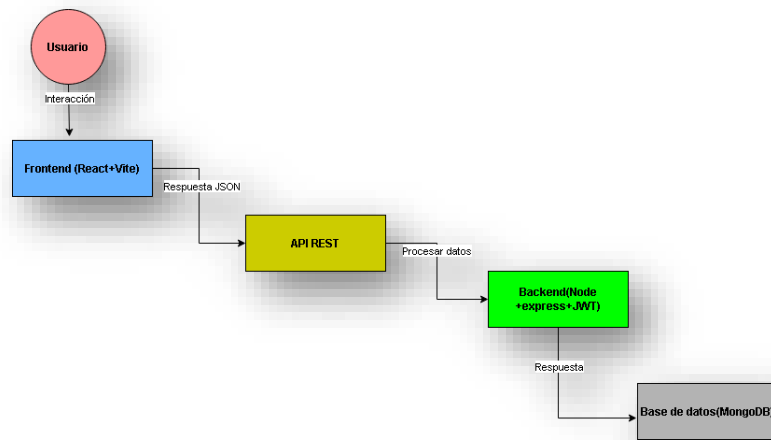 Usuario
Interacción
Frontend (React+Vite)
Respuesta JSON
API REST
Procesar datos
Backend(Node
+express+JWT)
Respuesta
Base de datos(MongoDB)